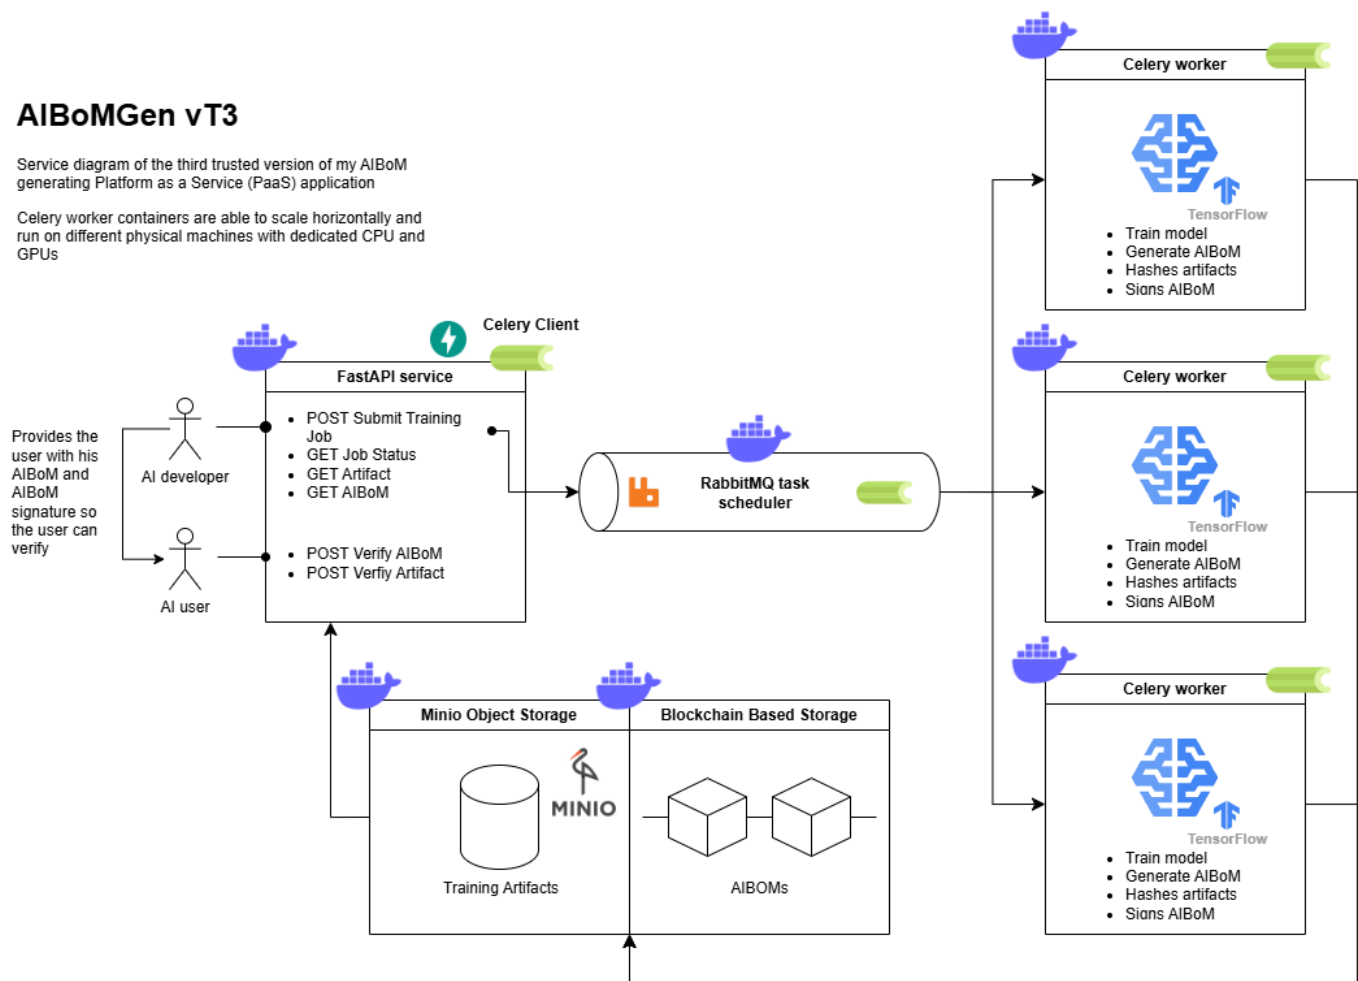 AIBoMGen vT3
Service diagram of the third trusted version of my AIBoM
generating Platform as a Service (PaaS) application
Celery worker containers are able to scale horizontally and
run on different physical machines with dedicated CPU and
GPUs
Celery Client
FastAPI service
POST Submit Training
Job
GET Job Status
GET Artifact
GET AIBoM
POST Verify AIBoM
POST Verfiy Artifact
Provides the
user with his
AIBoM and
AIBoM
signature so
the user can
verify
AI developer
AI user
RabbitMQ task
scheduler
Celery worker
TensorFlow
Train model
Generate AIBoM
Hashes artifacts
Signs AIBoM
Celery worker
TensorFlow
Train model
Generate AIBoM
Hashes artifacts
Signs AIBoM
Celery worker
TensorFlow
Train model
Generate AIBoM
Hashes artifacts
Signs AIBoM
Minio Object Storage
MINIO
Training Artifacts
Blockchain Based Storage
AIBOMs